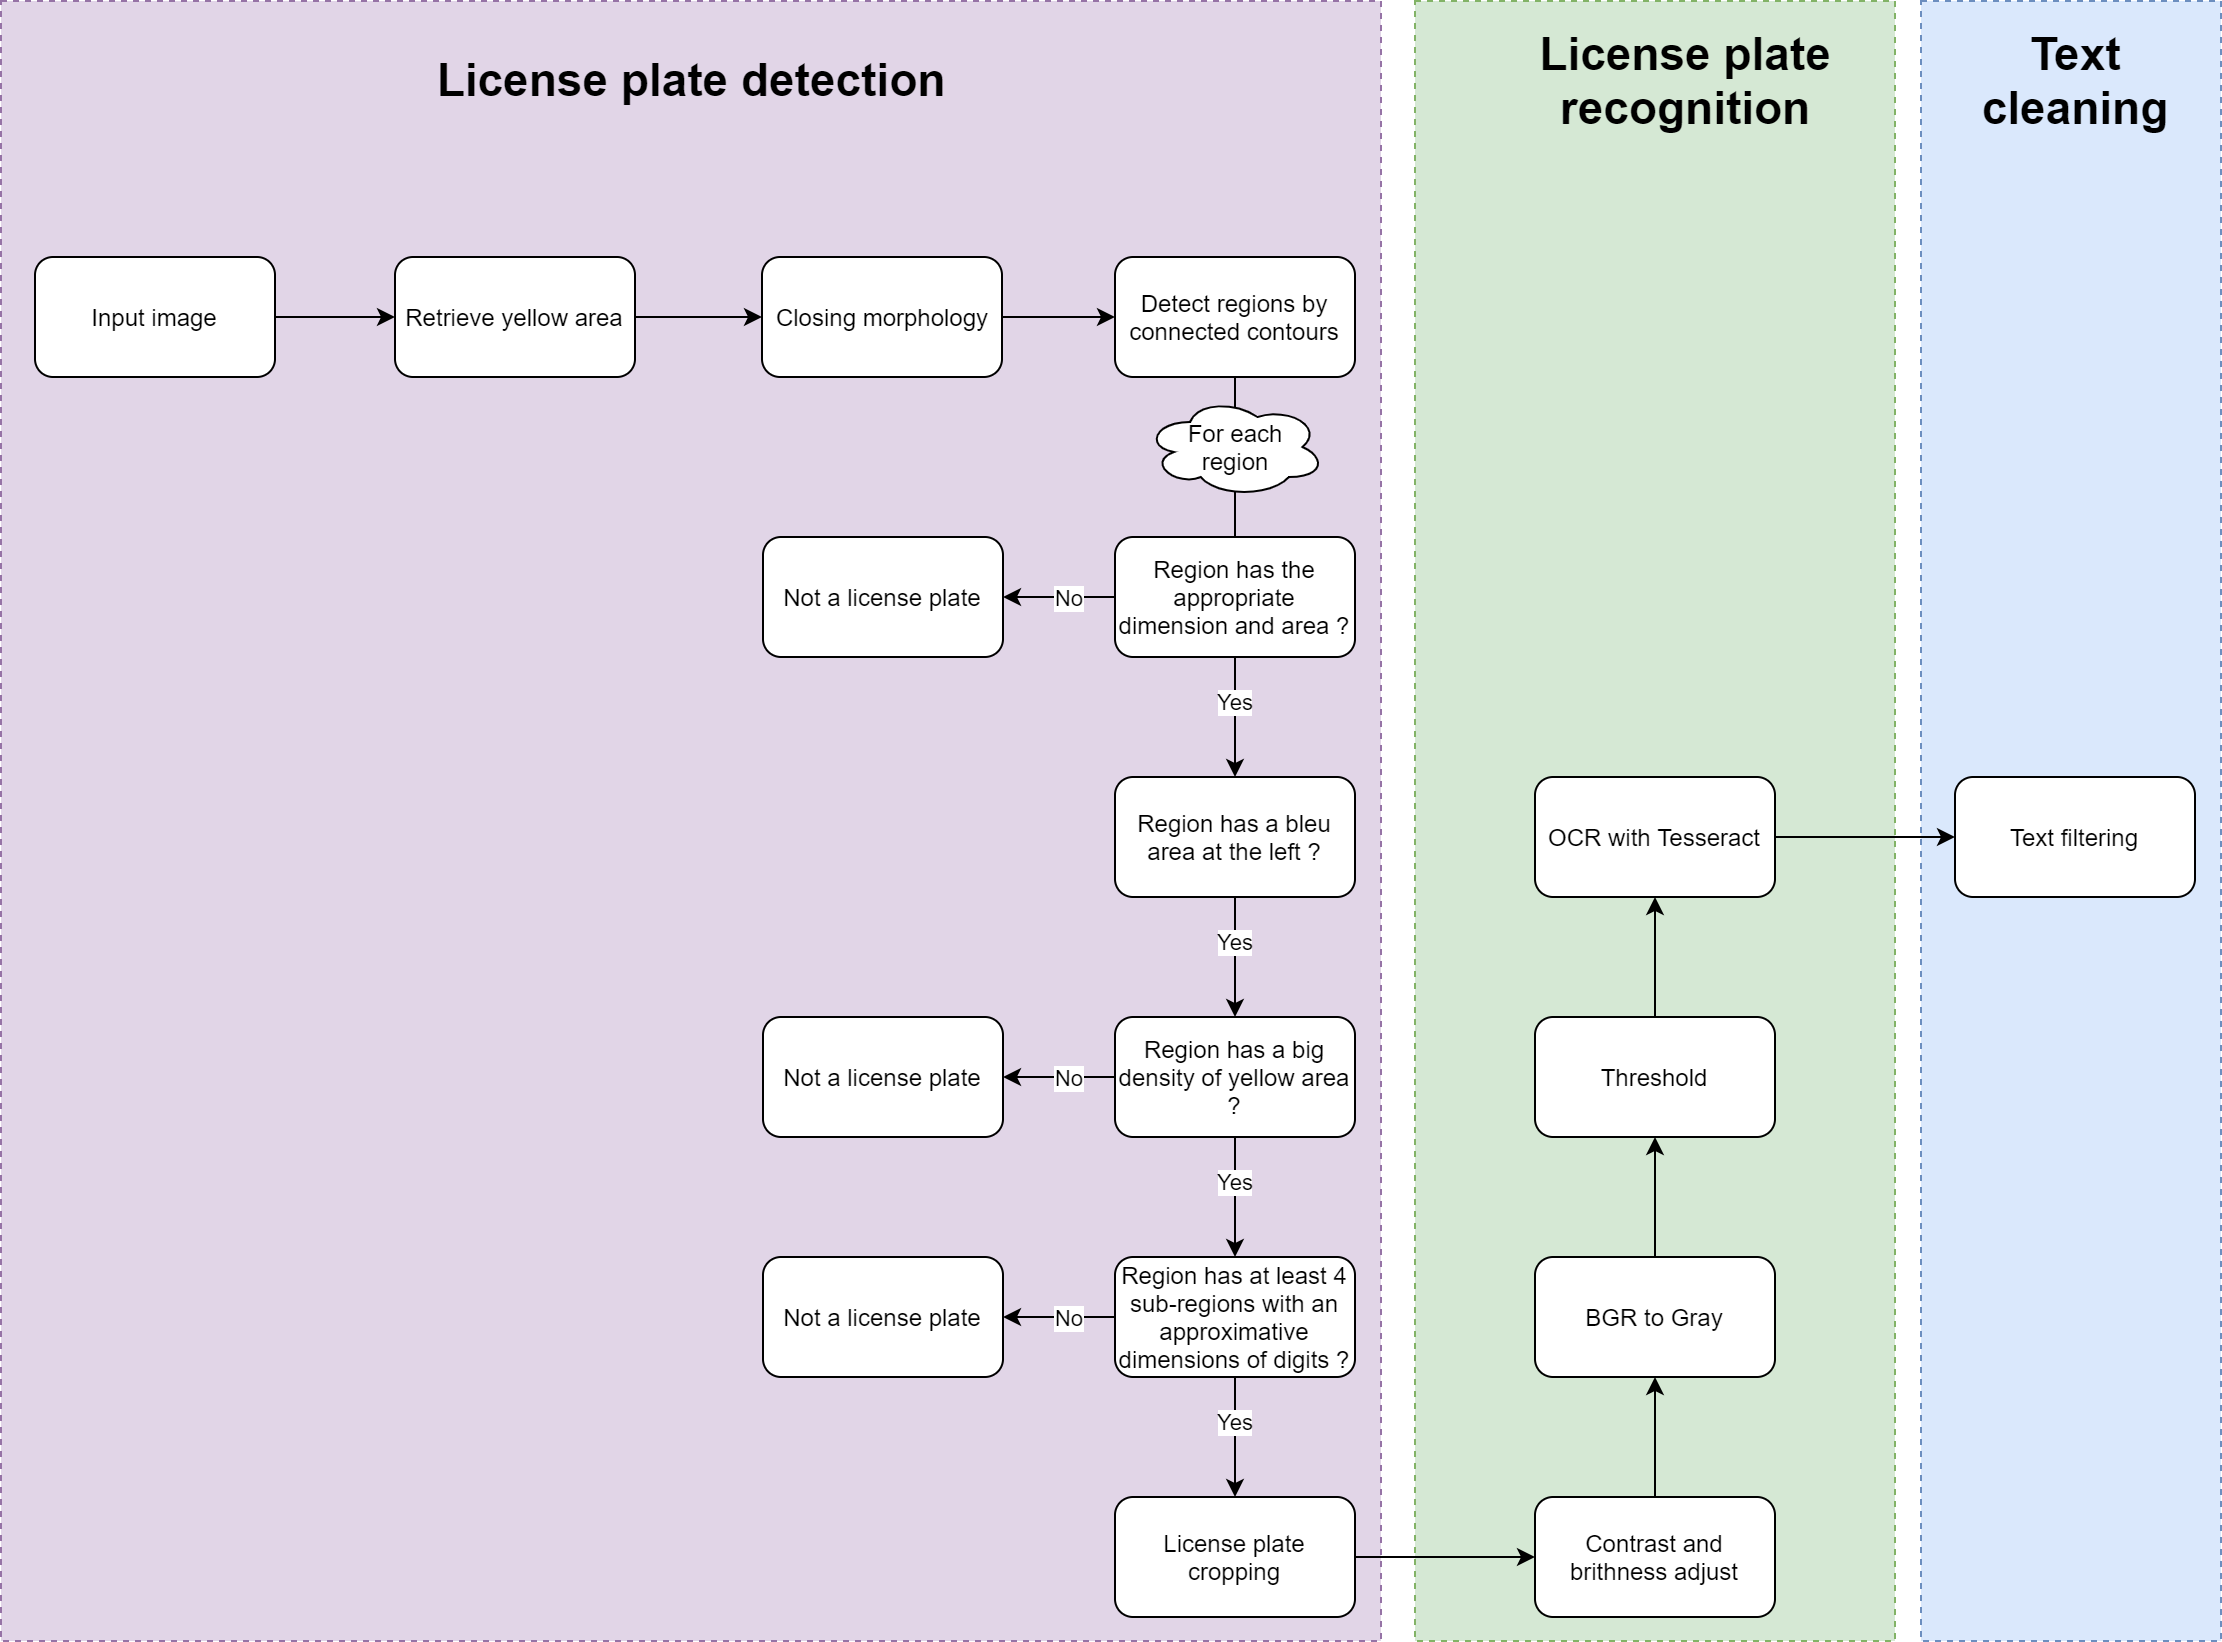 License plate detection
License plate
recognition
Text
cleaning
Input image
Retrieve yellow area
Closing morphology
Detect regions by
connected contours
For each
region
Not a license plate
No
Region has the
appropriate
dimension and area ?
Yes
Region has a bleu
area at the left ?
Yes
Not a license plate
No
Region has a big
density of yellow area
?
Yes
Not a license plate
No
Region has at least 4
sub-regions with an
approximative
dimensions of digits ?
Yes
License plate
cropping
Contrast and
brithness adjust
BGR to Gray
Threshold
OCR with Tesseract
Text filtering